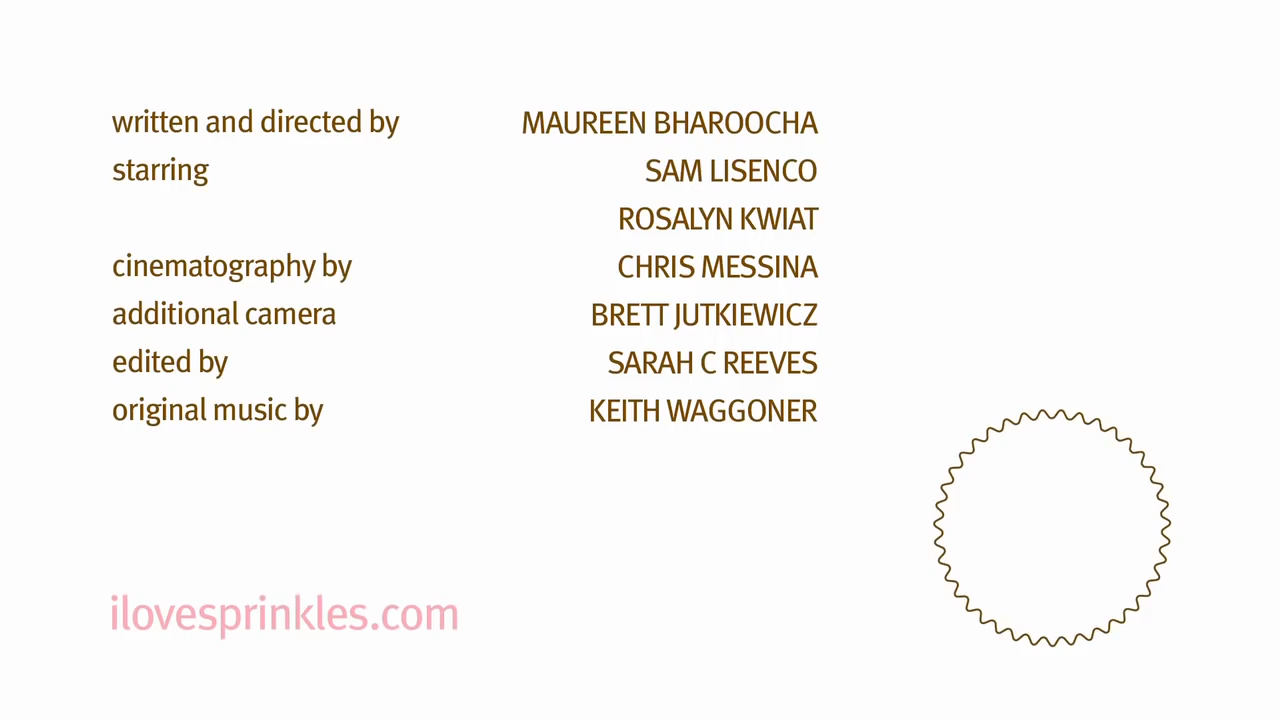 written and directed by MAUREEN BHAROOCHA
starring SAM LISENCO
ROSALYN KWIAT
cinematography by CHRIS MESSINA
additional camera BRETT JUTKIEWICZ
edited by SARAH C REEVES
original music by KEITH WAGGONER
ilovesprinkles.com